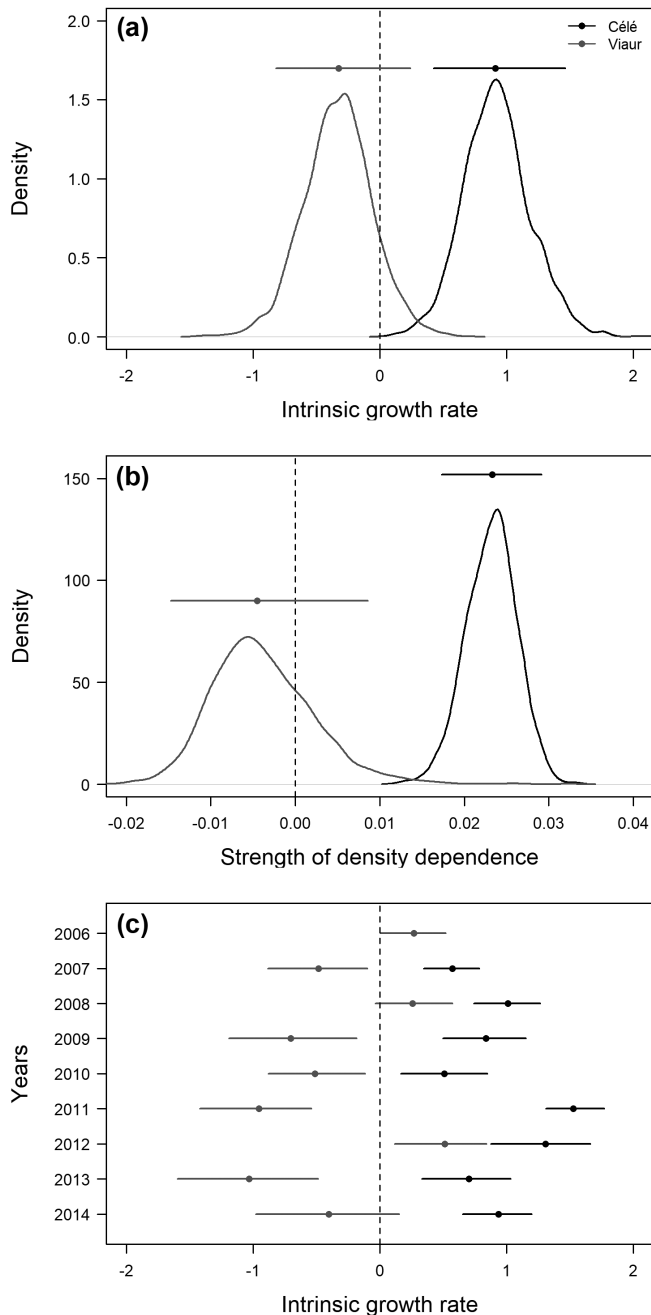 (a)
Célé
Viaur
2.0
1.5
1.0
0.5
0.0
Density
-2 -1 0 1 2
Intrinsic growth rate
(b)
150
100
50
0
Density
-0.02 -0.01 0.00 0.01 0.02 0.03 0.04
Strength of density dependence
(c)
2006
2007
2008
2009
2010
2011
2012
2013
2014
Years
-2 -1 0 1 2
Intrinsic growth rate